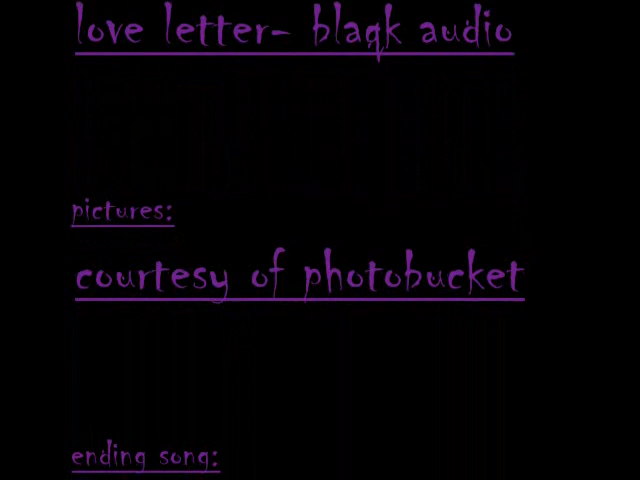 love letter- blaqk audio
pictures:
courtesy of photobucket
ending song: